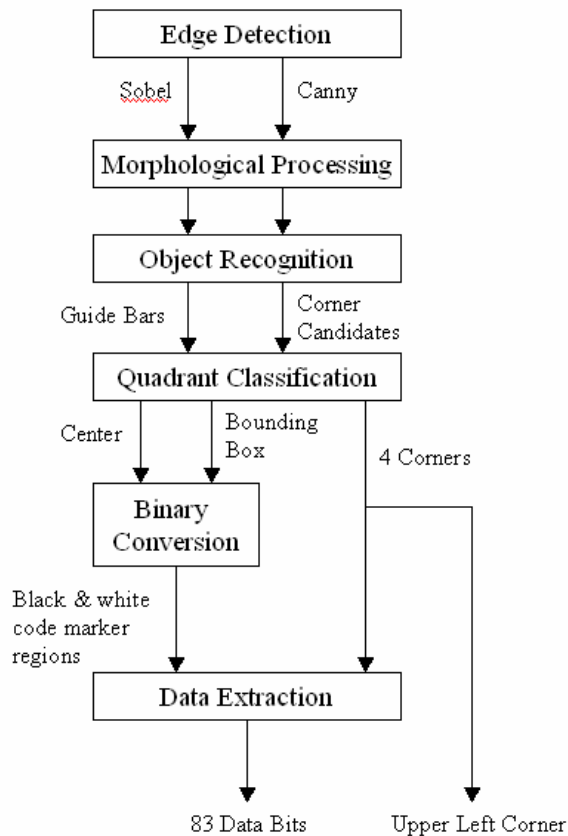 Edge Detection
Sobel
Canny
Morphological Processing
Object Recognition
Guide Bars
Corner
Candidates
Quadrant Classification
Center
Bounding
Box
4 Corners
Binary
Conversion
Black & white
code marker
regions
Data Extraction
83 Data Bits
Upper Left Corner